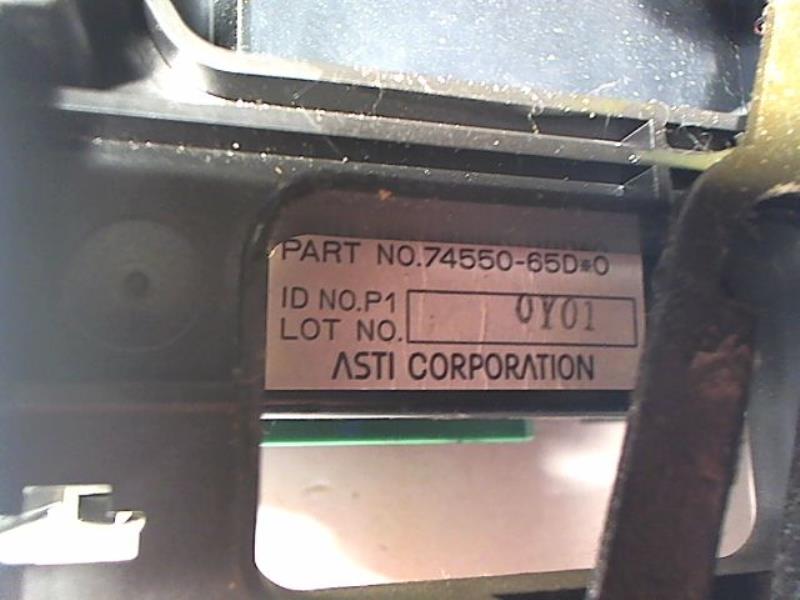 PART NO.74550-65D*0
ID NO.P1
LOT NO. 0Y01
ASTI CORPORATION